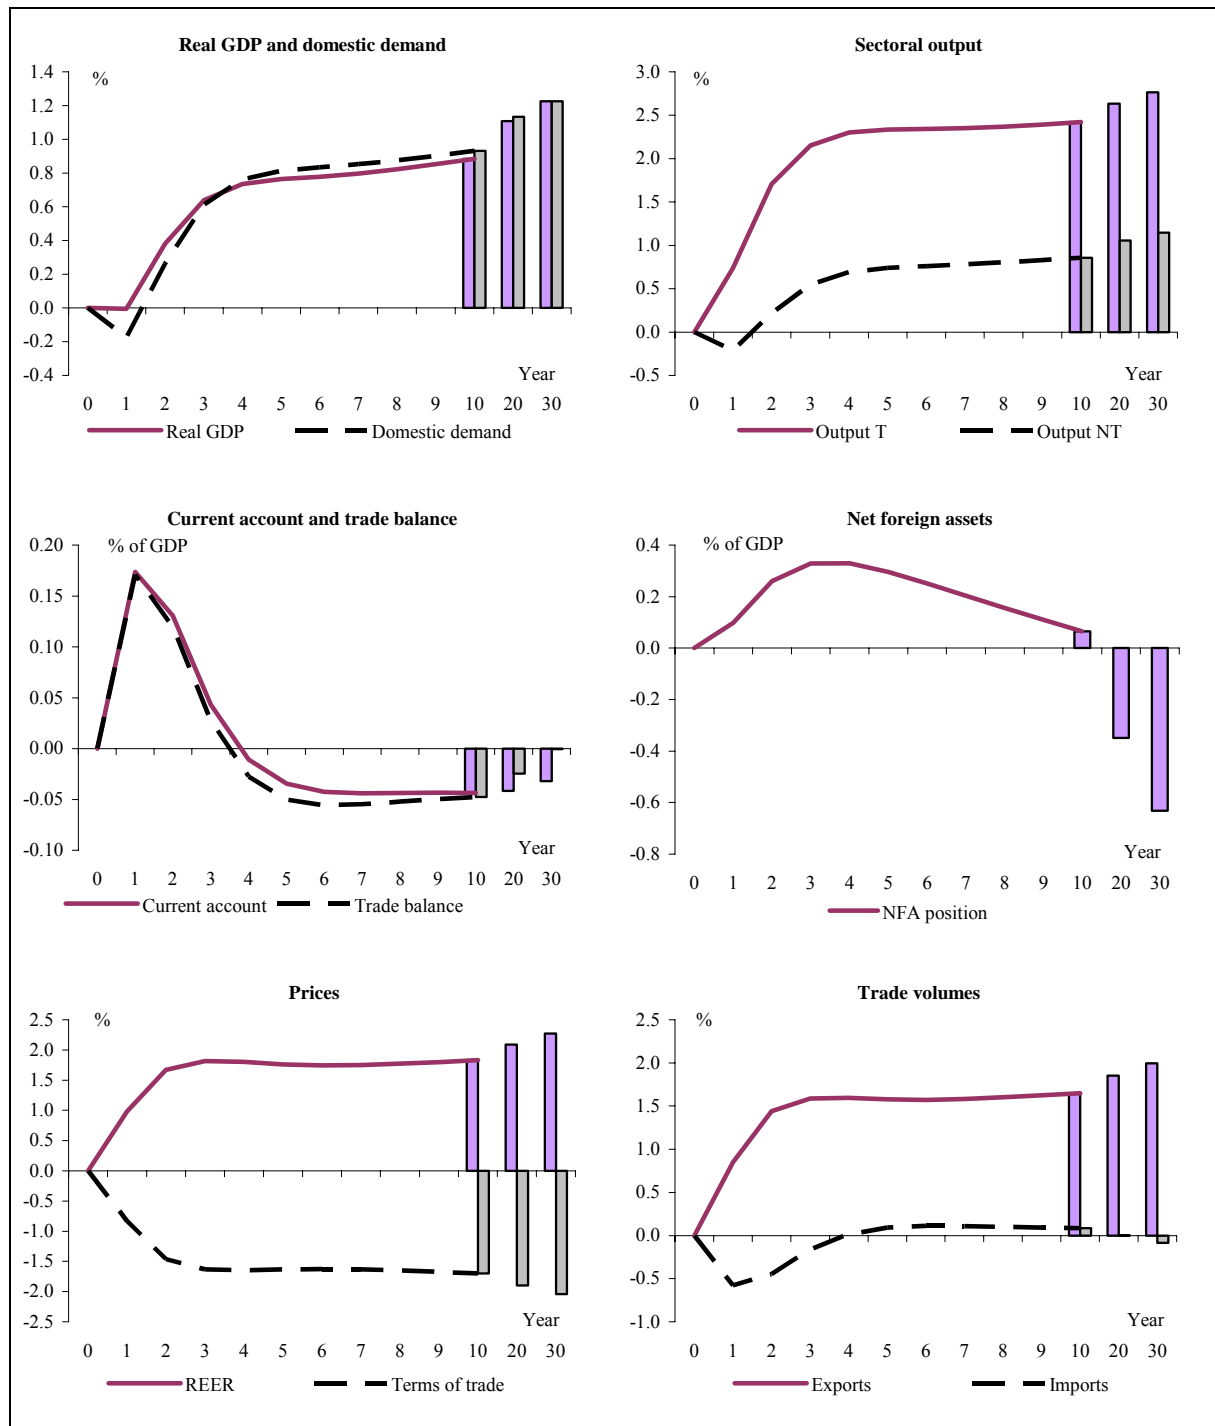 Real GDP and domestic demand
%
1.4
1.2
1.0
0.8
0.6
0.4
0.2
0.0
-0.2
-0.4
Year
0 1 2 3 4 5 6 7 8 9 10 20 30
Real GDP Domestic demand
Sectoral output
%
3.0
2.5
2.0
1.5
1.0
0.5
0.0
-0.5
Year
0 1 2 3 4 5 6 7 8 9 10 20 30
Output T Output NT
Current account and trade balance
% of GDP
0.20
0.15
0.10
0.05
0.00
-0.05
-0.10
Year
0 1 2 3 4 5 6 7 8 9 10 20 30
Current account Trade balance
Net foreign assets
% of GDP
0.4
0.2
0.0
-0.2
-0.4
-0.6
-0.8
Year
0 1 2 3 4 5 6 7 8 9 10 20 30
NFA position
Prices
%
2.5
2.0
1.5
1.0
0.5
0.0
-0.5
-1.0
-1.5
-2.0
-2.5
Year
0 1 2 3 4 5 6 7 8 9 10 20 30
REER Terms of trade
Trade volumes
%
2.5
2.0
1.5
1.0
0.5
0.0
-0.5
-1.0
Year
0 1 2 3 4 5 6 7 8 9 10 20 30
Exports Imports